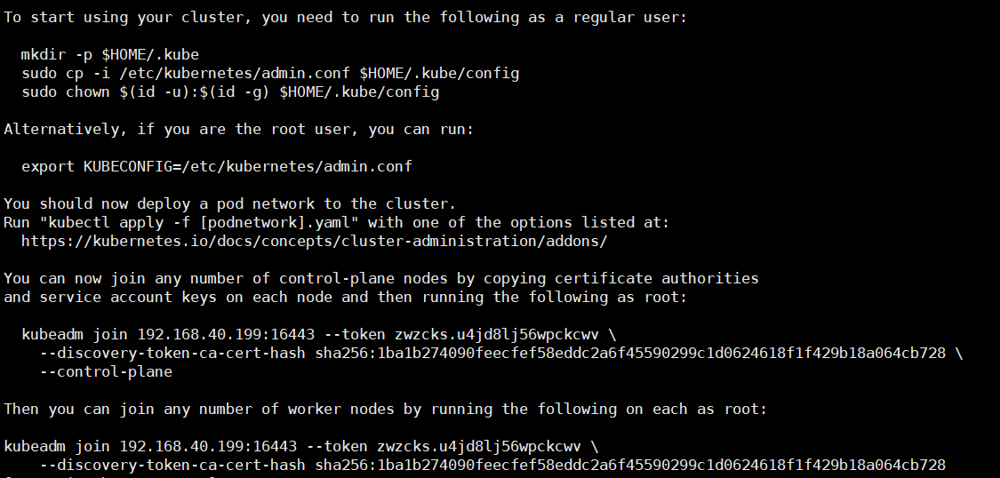 To start using your cluster, you need to run the following as a regular user:
mkdir -p $HOME/.kube
sudo cp -i /etc/kubernetes/admin.conf $HOME/.kube/config
sudo chown $(id -u):$(id -g) $HOME/.kube/config
Alternatively, if you are the root user, you can run:
export KUBECONFIG=/etc/kubernetes/admin.conf
You should now deploy a pod network to the cluster.
Run "kubectl apply -f [podnetwork].yaml" with one of the options listed at:
https://kubernetes.io/docs/concepts/cluster-administration/addons/
You can now join any number of control-plane nodes by copying certificate authorities
and service account keys on each node and then running the following as root:
kubeadm join 192.168.40.199:16443 --token zwzcks.u4jd8lj56wpckcwv \
--discovery-token-ca-cert-hash sha256:1ba1b274090feecfef58eddc2a6f45590299c1d0624618f1f429b18a064cb728 \
--control-plane
Then you can join any number of worker nodes by running the following on each as root:
kubeadm join 192.168.40.199:16443 --token zwzcks.u4jd8lj56wpckcwv \
--discovery-token-ca-cert-hash sha256:1ba1b274090feecfef58eddc2a6f45590299c1d0624618f1f429b18a064cb728